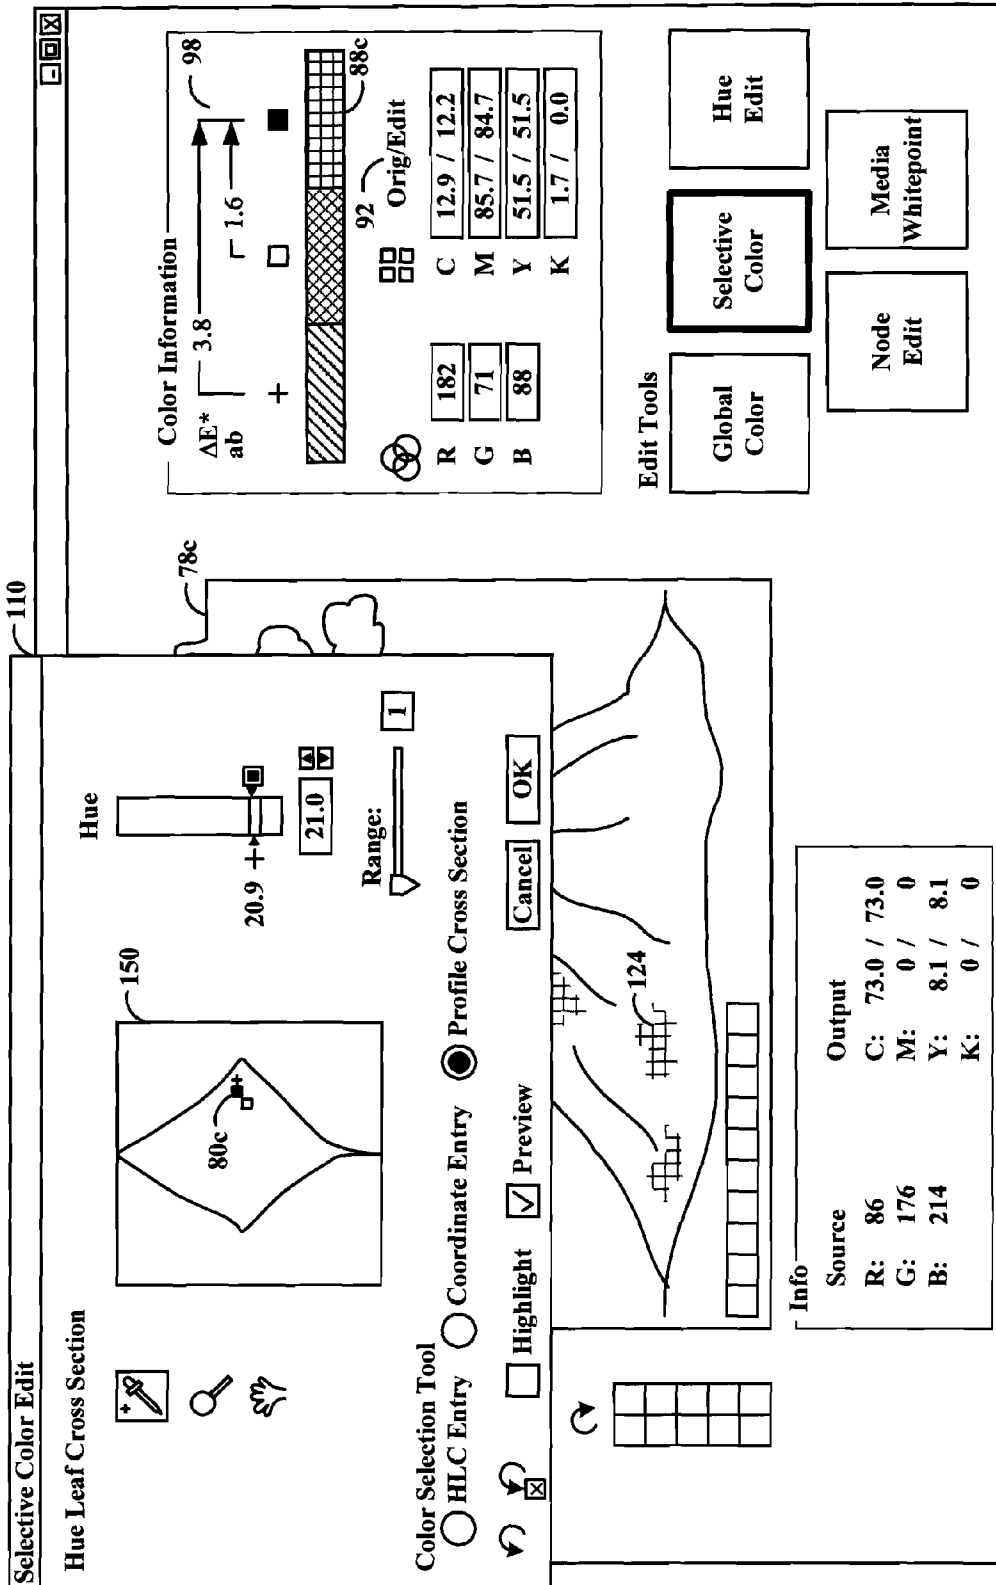 110
Selective Color Edit
Hue Leaf Cross Section
150
80c
Hue
20.9
21.0
Range:
1
Color Selection Tool
HLC Entry
Coordinate Entry
Profile Cross Section
Highlight
Preview
Cancel
OK
78c
124
Color Information
98
ΔE*
ab
3.8
1.6
88c
92
Orig/Edit
R 182 C 12.9 / 12.2
G 71 M 85.7 / 84.7
B 88 Y 51.5 / 51.5
K 1.7 / 0.0
Edit Tools
Global
Color
Selective
Color
Hue
Edit
Node
Edit
Media
Whitepoint
Info
Source Output
R: 86 C: 73.0 / 73.0
G: 176 M: 0 / 0
B: 214 Y: 8.1 / 8.1
K: 0 / 0